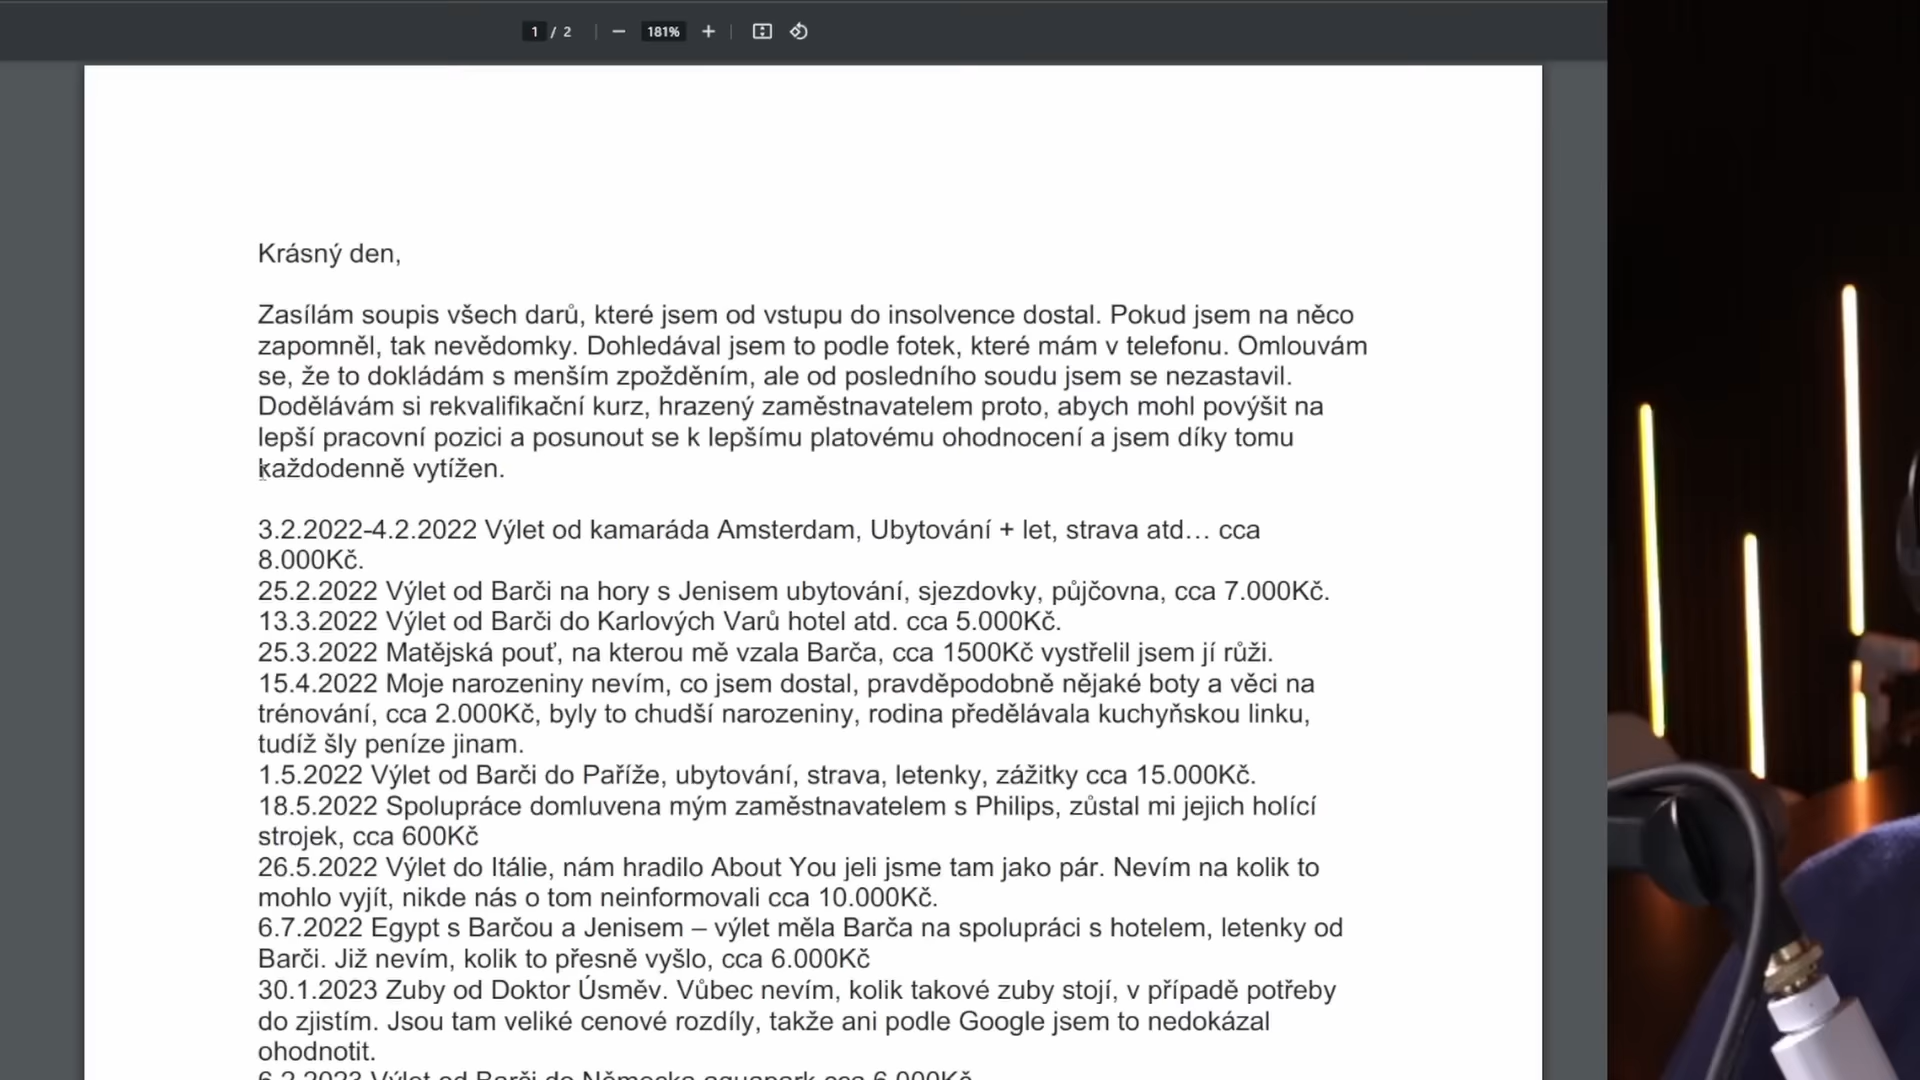 1 / 2 181%
Krásný den,
Zasílám soupis všech darů, které jsem od vstupu do insolvence dostal. Pokud jsem na něco
zapomněl, tak nevědomky. Dohledával jsem to podle fotek, které mám v telefonu. Omlouvám
se, že to dokládám s menším zpožděním, ale od posledního soudu jsem se nezastavil.
Dodělávám si rekvalifikační kurz, hrazený zaměstnavatelem proto, abych mohl povýšit na
lepší pracovní pozici a posunout se k lepšímu platovému ohodnocení a jsem díky tomu
každodenně vytížen.
3.2.2022-4.2.2022 Výlet od kamaráda Amsterdam, Ubytování + let, strava atd… cca
8.000Kč.
25.2.2022 Výlet od Barči na hory s Jenisem ubytování, sjezdovky, půjčovna, cca 7.000Kč.
13.3.2022 Výlet od Barči do Karlových Varů hotel atd. cca 5.000Kč.
25.3.2022 Matějská pouť, na kterou mě vzala Barča, cca 1500Kč vystřelil jsem jí růži.
15.4.2022 Moje narozeniny nevím, co jsem dostal, pravděpodobně nějaké boty a věci na
trénování, cca 2.000Kč, byly to chudší narozeniny, rodina předělávala kuchyňskou linku,
tudíž šly peníze jinam.
1.5.2022 Výlet od Barči do Paříže, ubytování, strava, letenky, zážitky cca 15.000Kč.
18.5.2022 Spolupráce domluvena mým zaměstnavatelem s Philips, zůstal mi jejich holící
strojek, cca 600Kč
26.5.2022 Výlet do Itálie, nám hradilo About You jeli jsme tam jako pár. Nevím na kolik to
mohlo vyjít, nikde nás o tom neinformovali cca 10.000Kč.
6.7.2022 Egypt s Barčou a Jenisem – výlet měla Barča na spolupráci s hotelem, letenky od
Barči. Již nevím, kolik to přesně vyšlo, cca 6.000Kč
30.1.2023 Zuby od Doktor Úsměv. Vůbec nevím, kolik takové zuby stojí, v případě potřeby
do zjistím. Jsou tam veliké cenové rozdíly, takže ani podle Google jsem to nedokázal
ohodnotit.
6.2.2023 Výlet od Barči do Německa aquapark cca 6.000Kč